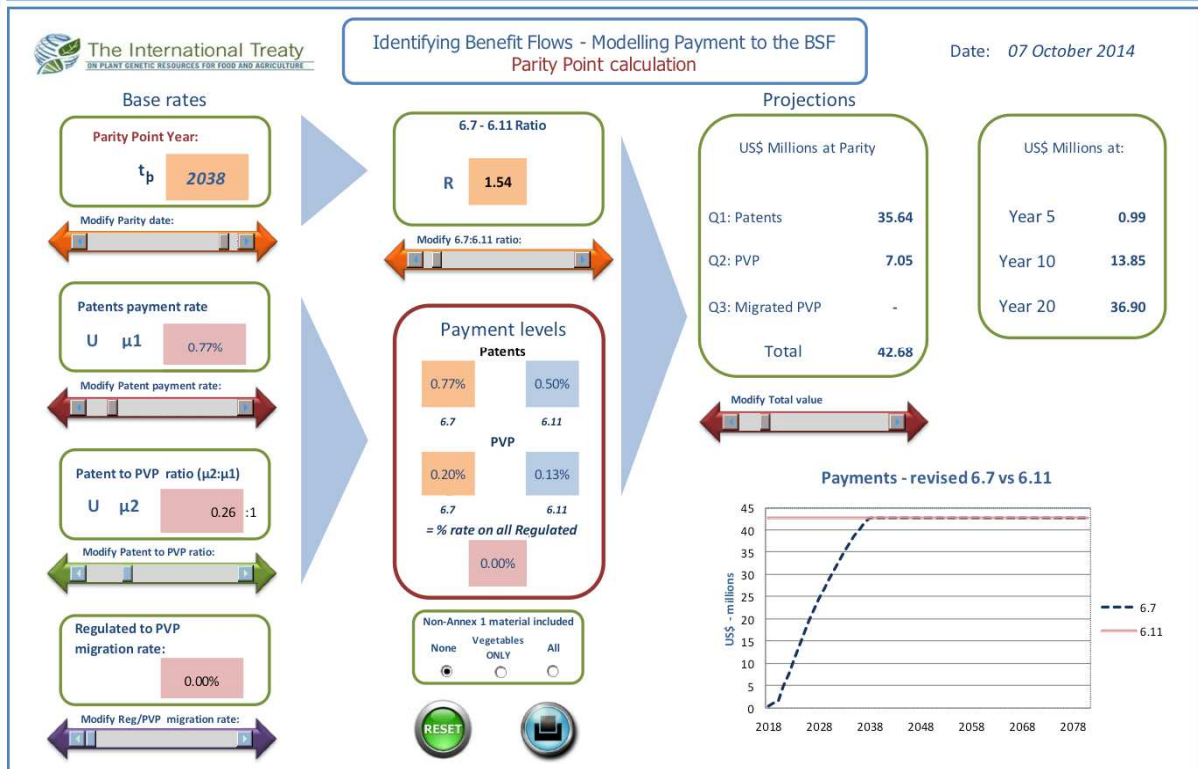 The International Treaty
ON PLANT GENETIC RESOURCES FOR FOOD AND AGRICULTURE
Identifying Benefit Flows - Modelling Payment to the BSF
Parity Point calculation
Date: 07 October 2014
Base rates
Parity Point Year:
tp 2038
Modify Parity date:
Patents payment rate
U μ1 0.77%
Modify Patent payment rate:
Patent to PVP ratio (μ2:μ1)
U μ2 0.26 :1
Modify Patent to PVP ratio:
Regulated to PVP
migration rate:
0.00%
Modify Reg/PVP migration rate:
6.7 - 6.11 Ratio
R 1.54
Modify 6.7:6.11 ratio:
Payment levels
Patents
0.77% 0.50%
6.7 6.11
PVP
0.20% 0.13%
6.7 6.11
= % rate on all Regulated
0.00%
Non-Annex 1 material included
None Vegetables ONLY All
RESET
Projections
US$ Millions at Parity
Q1: Patents 35.64
Q2: PVP 7.05
Q3: Migrated PVP -
Total 42.68
Modify Total value
US$ Millions at:
Year 5 0.99
Year 10 13.85
Year 20 36.90
Payments - revised 6.7 vs 6.11
US$ - millions
45
40
35
30
25
20
15
10
5
0
2018 2028 2038 2048 2058 2068 2078
6.7
6.11